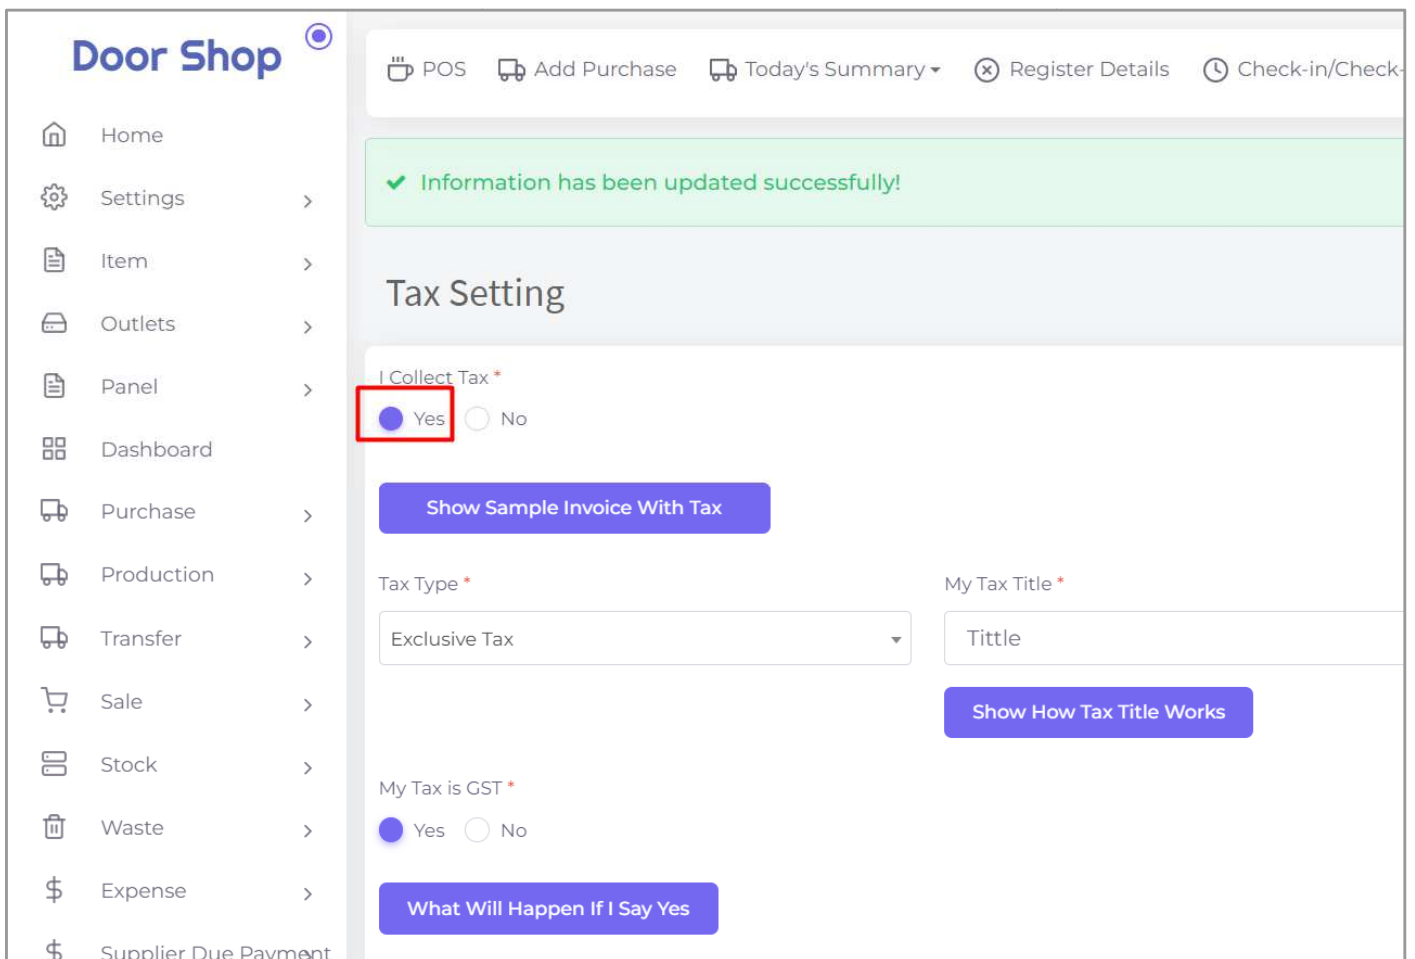 Door Shop
POS Add Purchase Today's Summary Register Details Check-in/Check-
Home
Settings
Item
Outlets
Panel
Dashboard
Purchase
Production
Transfer
Sale
Stock
Waste
Expense
Supplier Due Payment
Information has been updated successfully!
Tax Setting
I Collect Tax *
Yes No
Show Sample Invoice With Tax
Tax Type *
Exclusive Tax
My Tax Title *
Tittle
Show How Tax Title Works
My Tax is GST *
Yes No
What Will Happen If I Say Yes